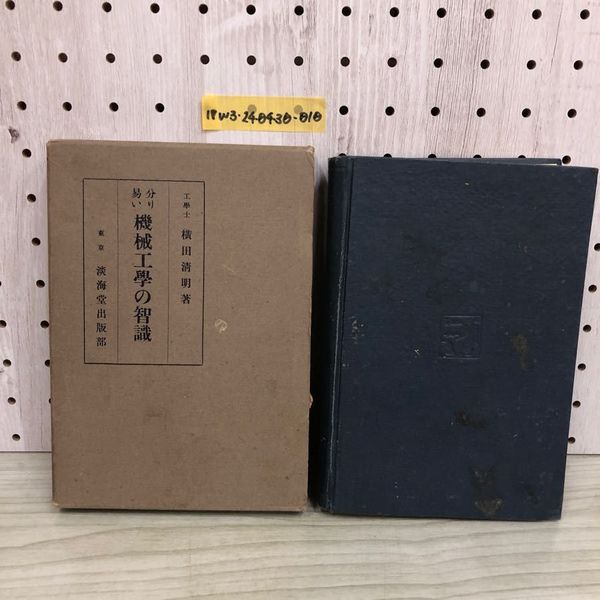 1ꟼW3・240430-010
工學士 横田清明著
分り易い 機械工學の智識
東京 淡海堂出版部